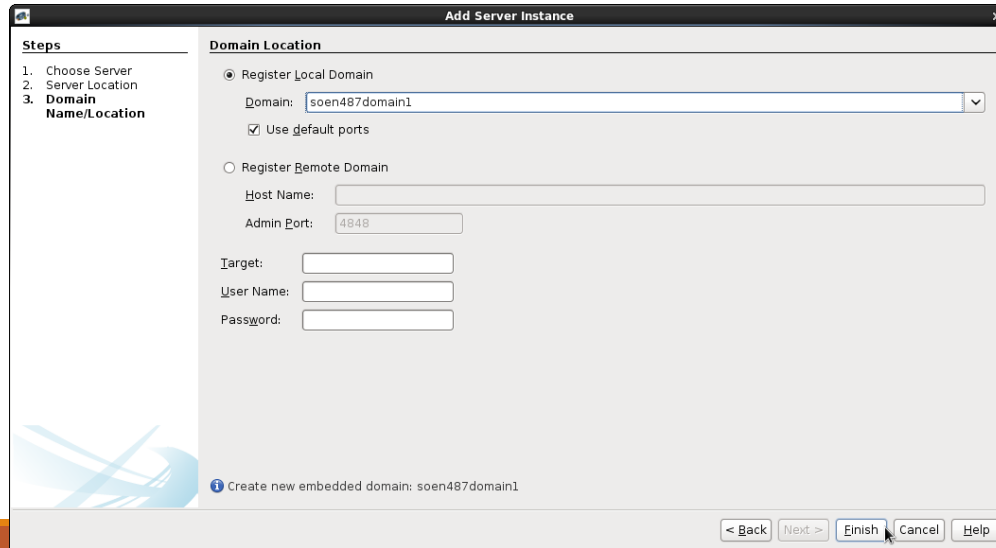 Add Server Instance
Steps
1. Choose Server
2. Server Location
3. Domain
Name/Location
Domain Location
Register Local Domain
Domain: soen487domain1
Use default ports
Register Remote Domain
Host Name:
Admin Port: 4848
Target:
User Name:
Password:
Create new embedded domain: soen487domain1
< Back Next > Finish Cancel Help